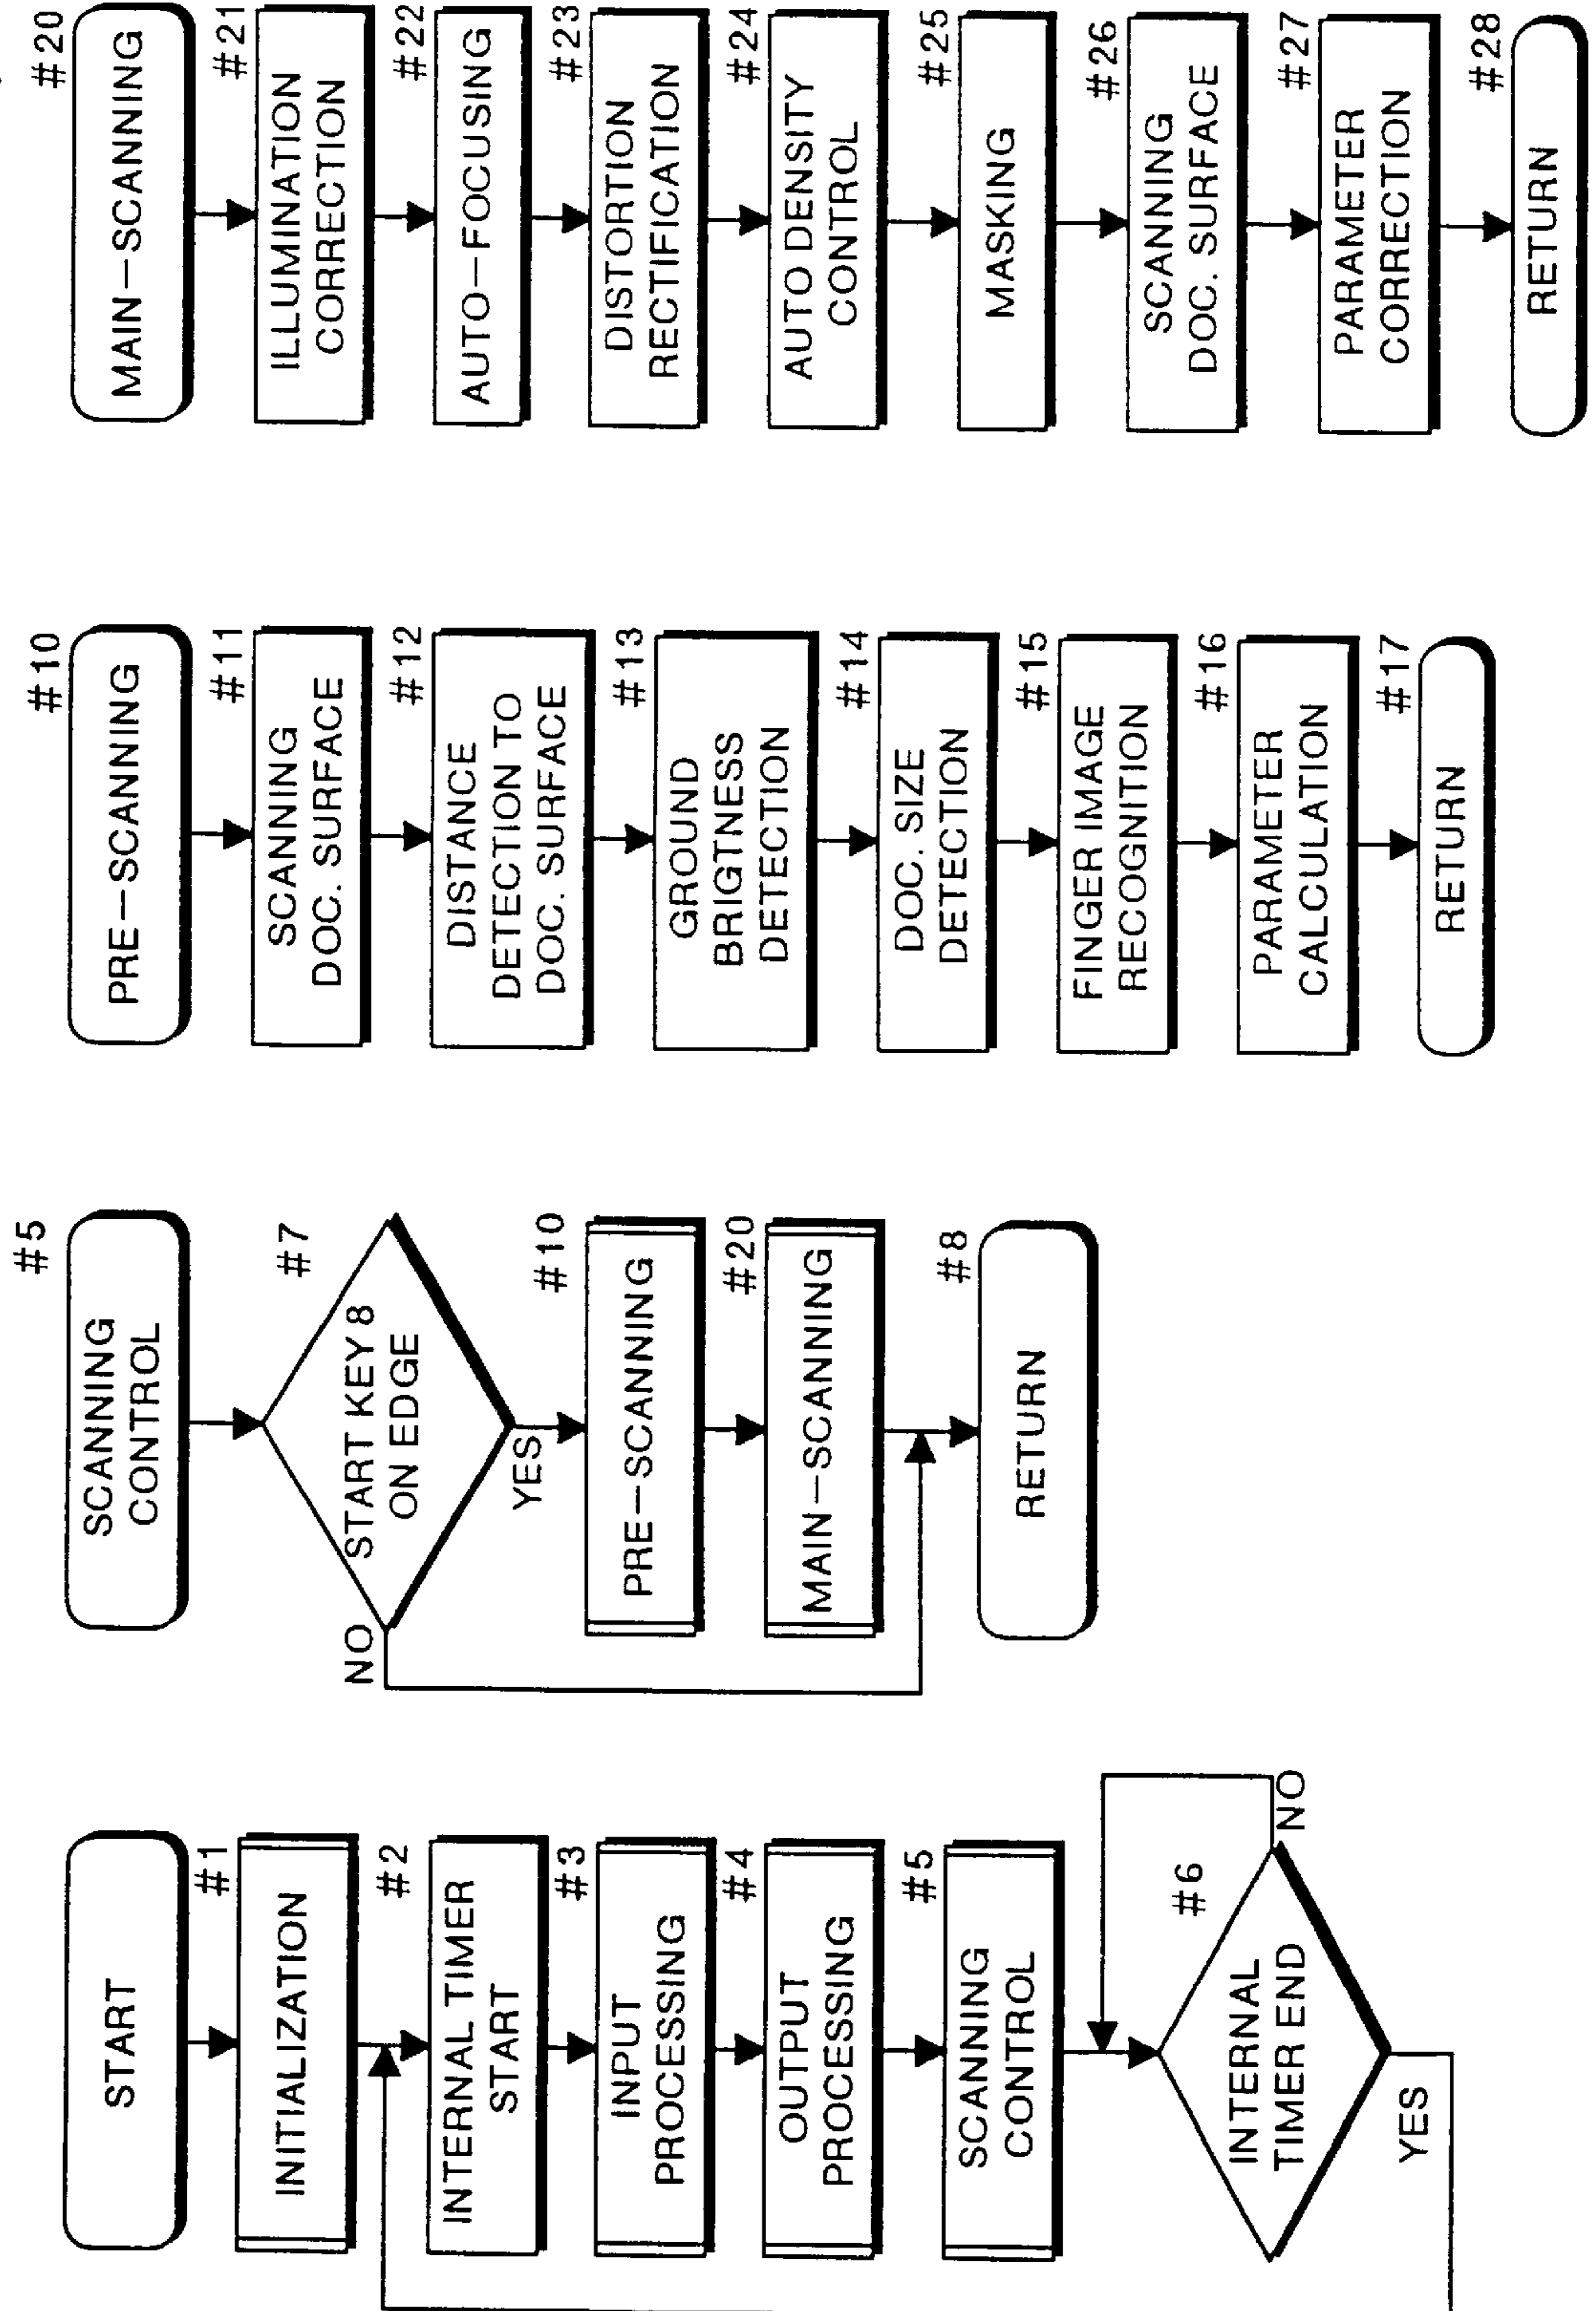 START
#1
INITIALIZATION
#2
INTERNAL TIMER
START
#3
INPUT
PROCESSING
#4
OUTPUT
PROCESSING
#5
SCANNING
CONTROL
#6
INTERNAL
TIMER END
NO
YES
#5
SCANNING
CONTROL
#7
START KEY 8
ON EDGE
NO
YES
#10
PRE-SCANNING
#20
MAIN-SCANNING
#8
RETURN
#10
PRE-SCANNING
#11
SCANNING
DOC. SURFACE
#12
DISTANCE
DETECTION TO
DOC. SURFACE
#13
GROUND
BRIGTNESS
DETECTION
#14
DOC. SIZE
DETECTION
#15
FINGER IMAGE
RECOGNITION
#16
PARAMETER
CALCULATION
#17
RETURN
#20
MAIN-SCANNING
#21
ILLUMINATION
CORRECTION
#22
AUTO-FOCUSING
#23
DISTORTION
RECTIFICATION
#24
AUTO DENSITY
CONTROL
#25
MASKING
#26
SCANNING
DOC. SURFACE
#27
PARAMETER
CORRECTION
#28
RETURN